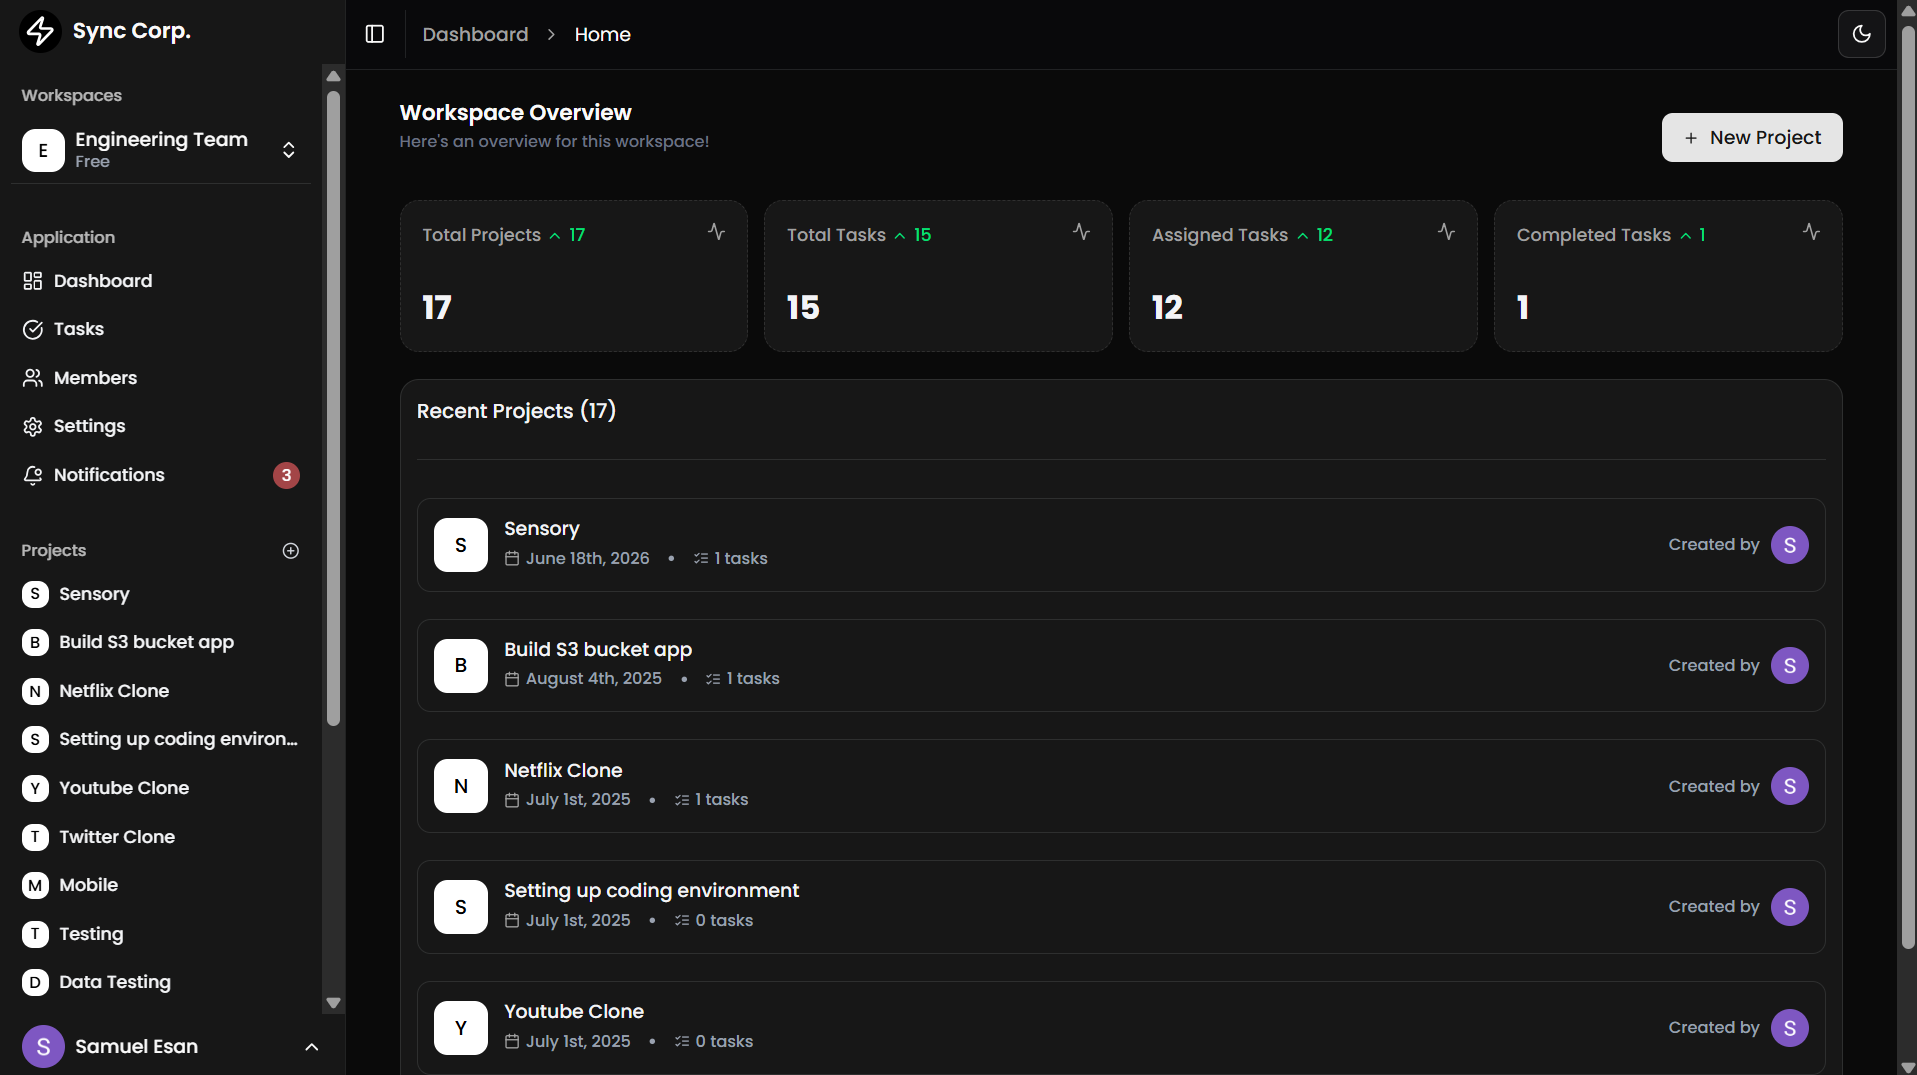 Sync Corp.
Workspaces
E
Engineering Team
Free
Application
Dashboard
Tasks
Members
Settings
Notifications
3
Projects
S Sensory
B Build S3 bucket app
N Netflix Clone
S Setting up coding environ...
Y Youtube Clone
T Twitter Clone
M Mobile
T Testing
D Data Testing
S Samuel Esan
Dashboard > Home
Workspace Overview
Here's an overview for this workspace!
+ New Project
Total Projects 17
17
Total Tasks 15
15
Assigned Tasks 12
12
Completed Tasks 1
1
Recent Projects (17)
S
Sensory
June 18th, 2026 • 1 tasks
Created by S
B
Build S3 bucket app
August 4th, 2025 • 1 tasks
Created by S
N
Netflix Clone
July 1st, 2025 • 1 tasks
Created by S
S
Setting up coding environment
July 1st, 2025 • 0 tasks
Created by S
Y
Youtube Clone
July 1st, 2025 • 0 tasks
Created by S